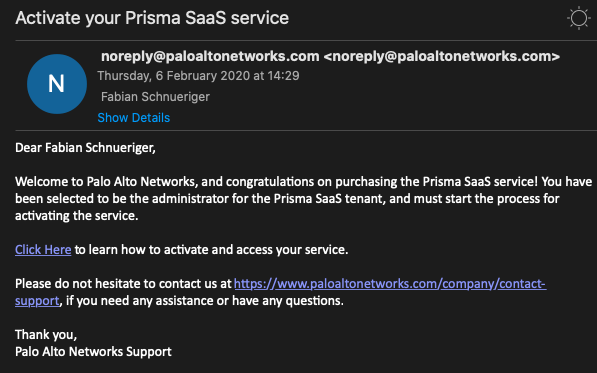 Activate your Prisma SaaS service
N
noreply@paloaltonetworks.com <noreply@paloaltonetworks.com>
Thursday, 6 February 2020 at 14:29
Fabian Schnueriger
Show Details
Dear Fabian Schnueriger,
Welcome to Palo Alto Networks, and congratulations on purchasing the Prisma SaaS service! You have
been selected to be the administrator for the Prisma SaaS tenant, and must start the process for
activating the service.
Click Here to learn how to activate and access your service.
Please do not hesitate to contact us at https://www.paloaltonetworks.com/company/contact-
support, if you need any assistance or have any questions.
Thank you,
Palo Alto Networks Support